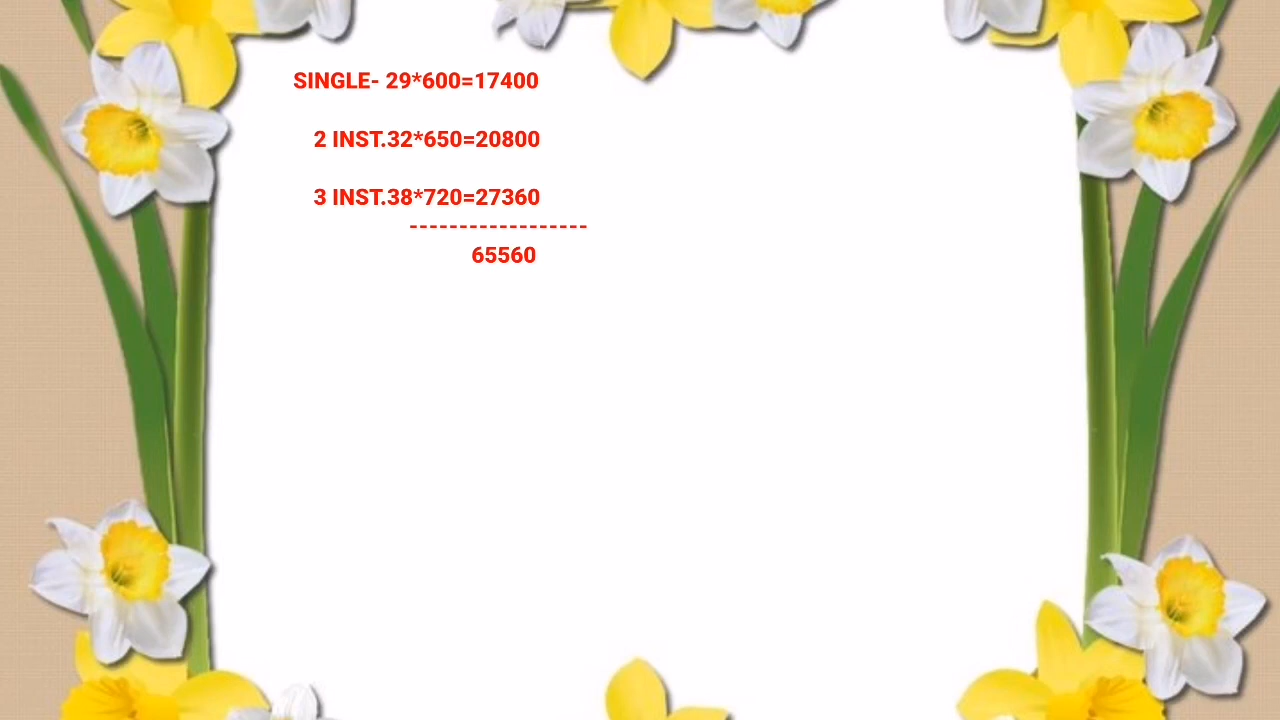 SINGLE- 29*600=17400
2 INST.32*650=20800
3 INST.38*720=27360
------------------
65560